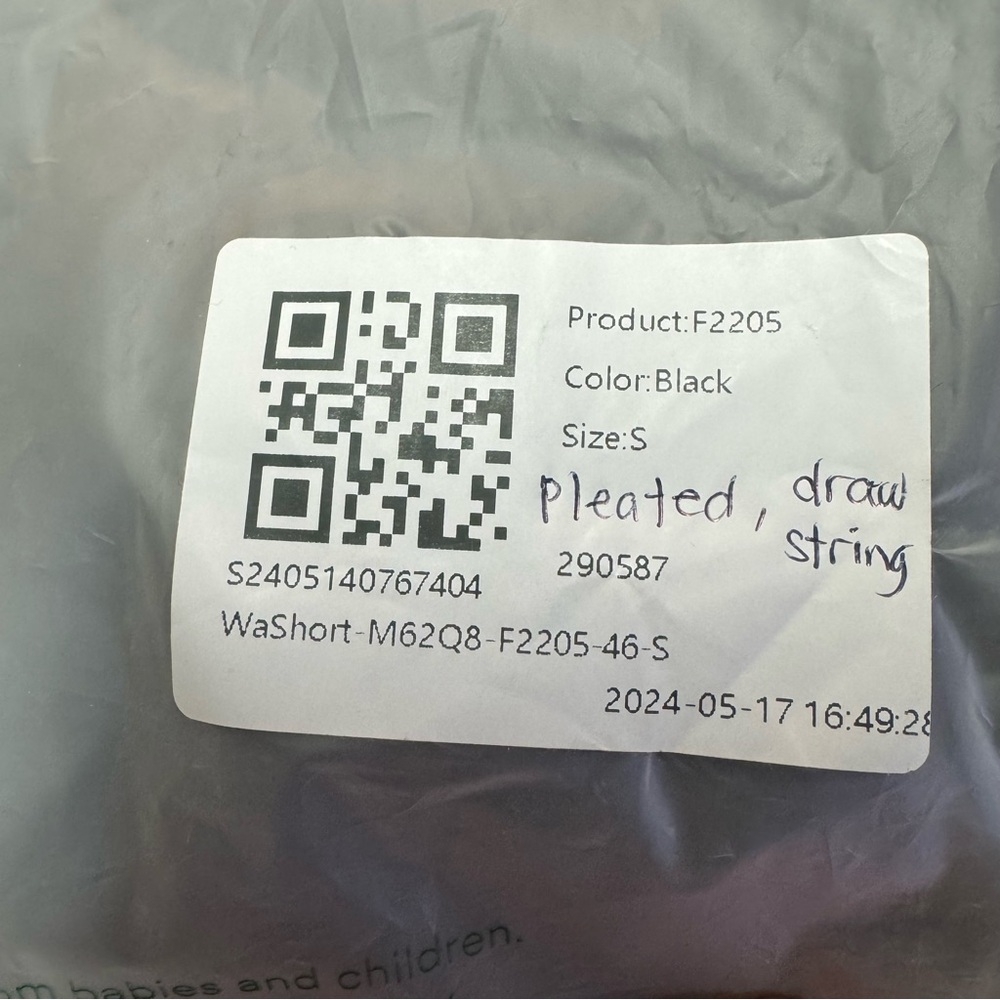 Product:F2205
Color:Black
Size:S
pleated, draw
string
290587
S2405140767404
WaShort-M62Q8-F2205-46-S
2024-05-17 16:49:28
babies and children.